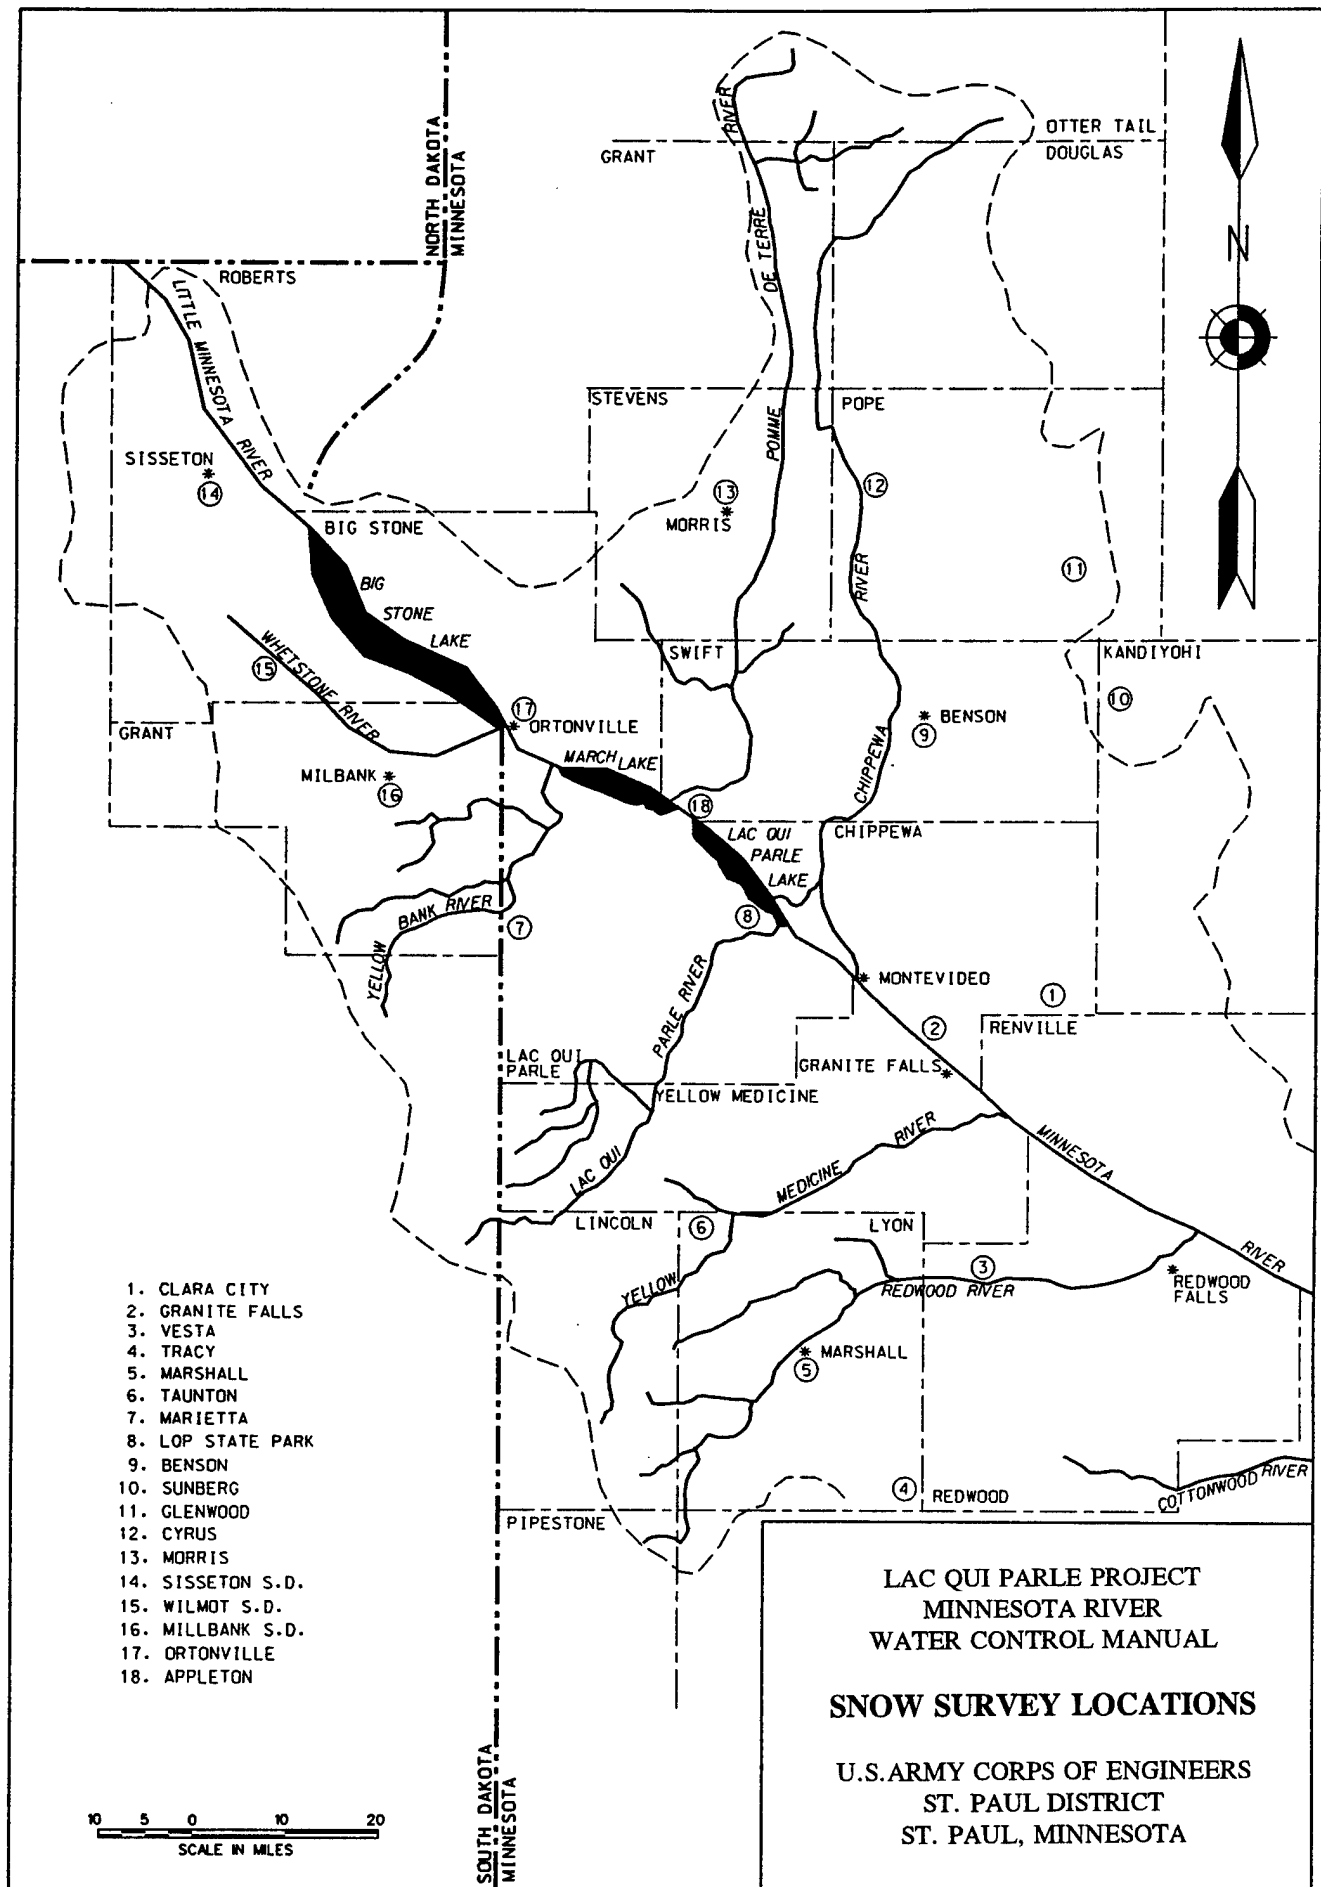 OTTER TAIL
DOUGLAS
GRANT
NORTH DAKOTA
MINNESOTA
RIVER
DE TERRE
POMME
N
ROBERTS
LITTLE MINNESOTA RIVER
STEVENS
POPE
SISSETON
14
13
MORRIS
12
BIG STONE
RIVER
11
BIG
STONE
LAKE
WHETSTONE RIVER
15
SWIFT
KANDIYOHI
10
17
ORTONVILLE
BENSON
9
GRANT
MARCH LAKE
CHIPPEWA
MILBANK
16
18
LAC QUI
PARLE
LAKE
CHIPPEWA
8
YELLOW
BANK RIVER
7
MONTEVIDEO
1
PARLE RIVER
2
RENVILLE
LAC QUI
PARLE
GRANITE FALLS
YELLOW MEDICINE
RIVER
MINNESOTA
LAC QUI
MEDICINE
LINCOLN
6
LYON
RIVER
YELLOW
3
REDWOOD RIVER
REDWOOD
FALLS
MARSHALL
5
4
REDWOOD
PIPESTONE
COTTONWOOD RIVER
1. CLARA CITY
2. GRANITE FALLS
3. VESTA
4. TRACY
5. MARSHALL
6. TAUNTON
7. MARIETTA
8. LQP STATE PARK
9. BENSON
10. SUNBERG
11. GLENWOOD
12. CYRUS
13. MORRIS
14. SISSETON S.D.
15. WILMOT S.D.
16. MILLBANK S.D.
17. ORTONVILLE
18. APPLETON
10 5 0 10 20
SCALE IN MILES
SOUTH DAKOTA
MINNESOTA
LAC QUI PARLE PROJECT
MINNESOTA RIVER
WATER CONTROL MANUAL
SNOW SURVEY LOCATIONS
U.S.ARMY CORPS OF ENGINEERS
ST. PAUL DISTRICT
ST. PAUL, MINNESOTA